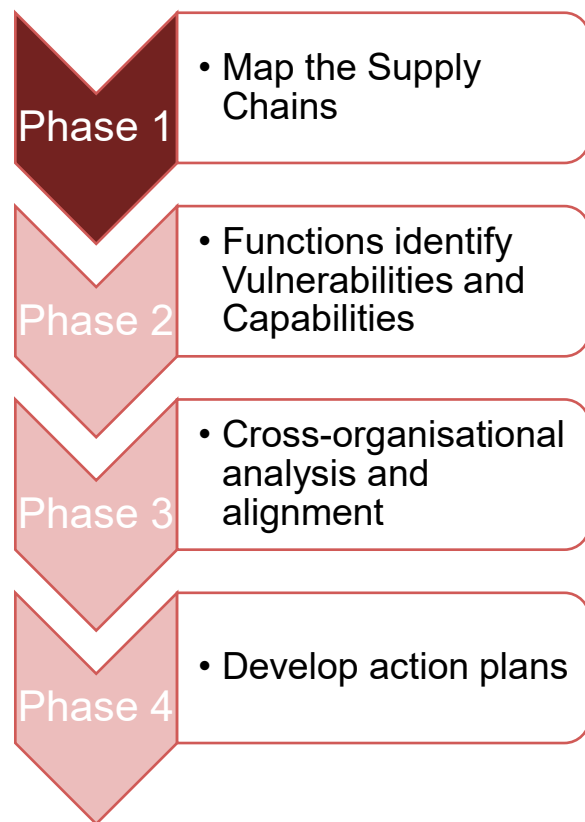 Phase 1
• Map the Supply
Chains
Phase 2
• Functions identify
Vulnerabilities and
Capabilities
Phase 3
• Cross-organisational
analysis and
alignment
Phase 4
• Develop action plans